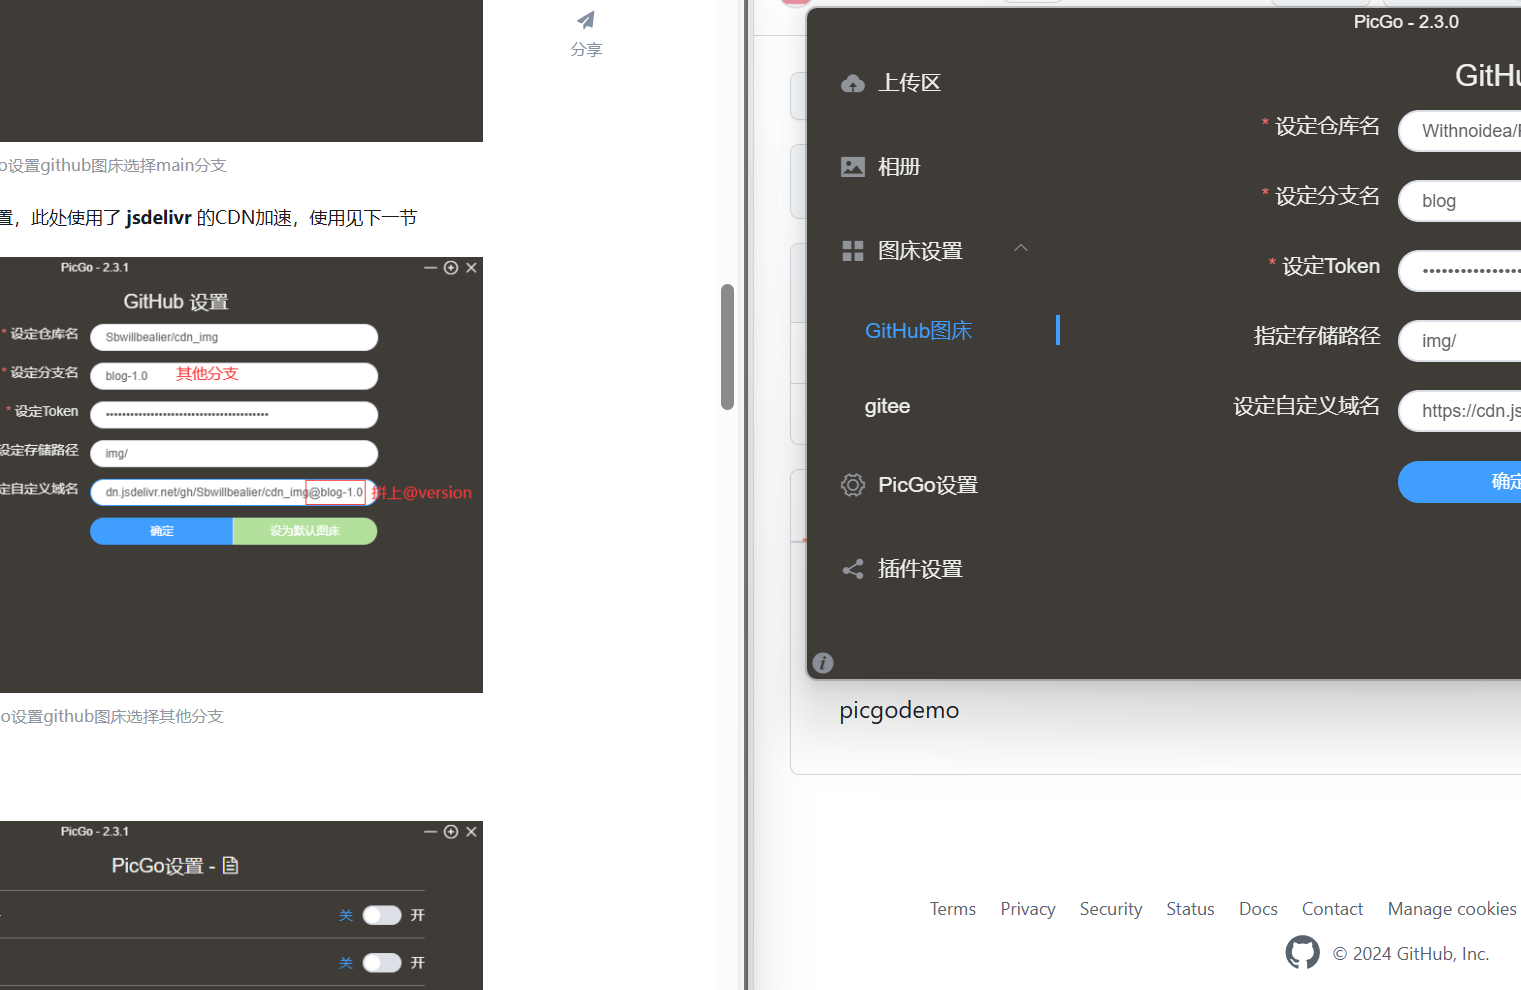 分享
o设置github图床选择main分支
置，此处使用了 jsdelivr 的CDN加速，使用见下一节
PicGo - 2.3.1
GitHub 设置
* 设定仓库名
Sbwillbealier/cdn_img
* 设定分支名
blog-1.0
其他分支
* 设定Token
设定存储路径
img/
定自定义域名
dn.jsdelivr.net/gh/Sbwillbealier/cdn_img@blog-1.0
拼上@version
确定
设为默认图床
o设置github图床选择其他分支
PicGo - 2.3.1
PicGo设置 -
关
开
关
开
PicGo - 2.3.0
上传区
相册
图床设置
GitHub图床
gitee
PicGo设置
插件设置
GitHu
* 设定仓库名
Withnoidea/
* 设定分支名
blog
* 设定Token
指定存储路径
img/
设定自定义域名
https://cdn.js
确定
picgodemo
Terms
Privacy
Security
Status
Docs
Contact
Manage cookies
© 2024 GitHub, Inc.